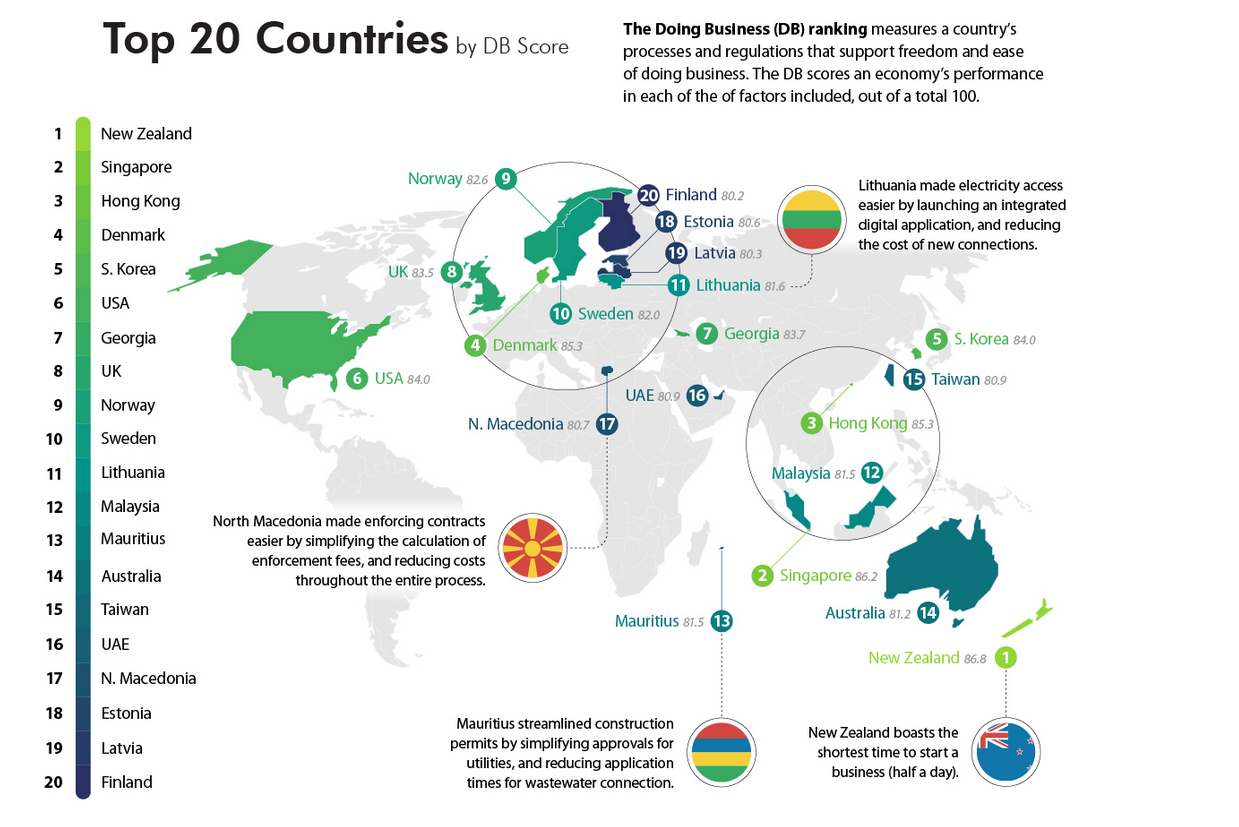 Top 20 Countries by DB Score
The Doing Business (DB) ranking measures a country’s
processes and regulations that support freedom and ease
of doing business. The DB scores an economy’s performance
in each of the of factors included, out of a total 100.
1 New Zealand
2 Singapore
3 Hong Kong
4 Denmark
5 S. Korea
6 USA
7 Georgia
8 UK
9 Norway
10 Sweden
11 Lithuania
12 Malaysia
13 Mauritius
14 Australia
15 Taiwan
16 UAE
17 N. Macedonia
18 Estonia
19 Latvia
20 Finland
Norway 82.6 9
20 Finland 80.2
18 Estonia 80.6
19 Latvia 80.3
11 Lithuania 81.6
Lithuania made electricity access
easier by launching an integrated
digital application, and reducing
the cost of new connections.
UK 83.5 8
10 Sweden 82.0
4 Denmark 85.3
7 Georgia 83.7
5 S. Korea 84.0
6 USA 84.0
UAE 80.9 16
15 Taiwan 80.9
N. Macedonia 80.7 17
3 Hong Kong 85.3
Malaysia 81.5 12
North Macedonia made enforcing contracts
easier by simplifying the calculation of
enforcement fees, and reducing costs
throughout the entire process.
2 Singapore 86.2
Mauritius 81.5 13
Australia 81.2 14
New Zealand 86.8 1
Mauritius streamlined construction
permits by simplifying approvals for
utilities, and reducing application
times for wastewater connection.
New Zealand boasts the
shortest time to start a
business (half a day).